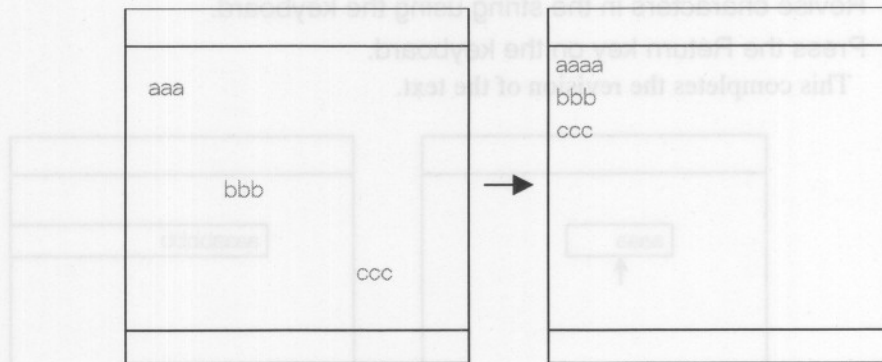 Revise characters in the string using the keyboard.
Press the Return key on the keyboard.
This completes the revision of the text.
aaa
bbb
ccc
aaaa
bbb
ccc
aaaa